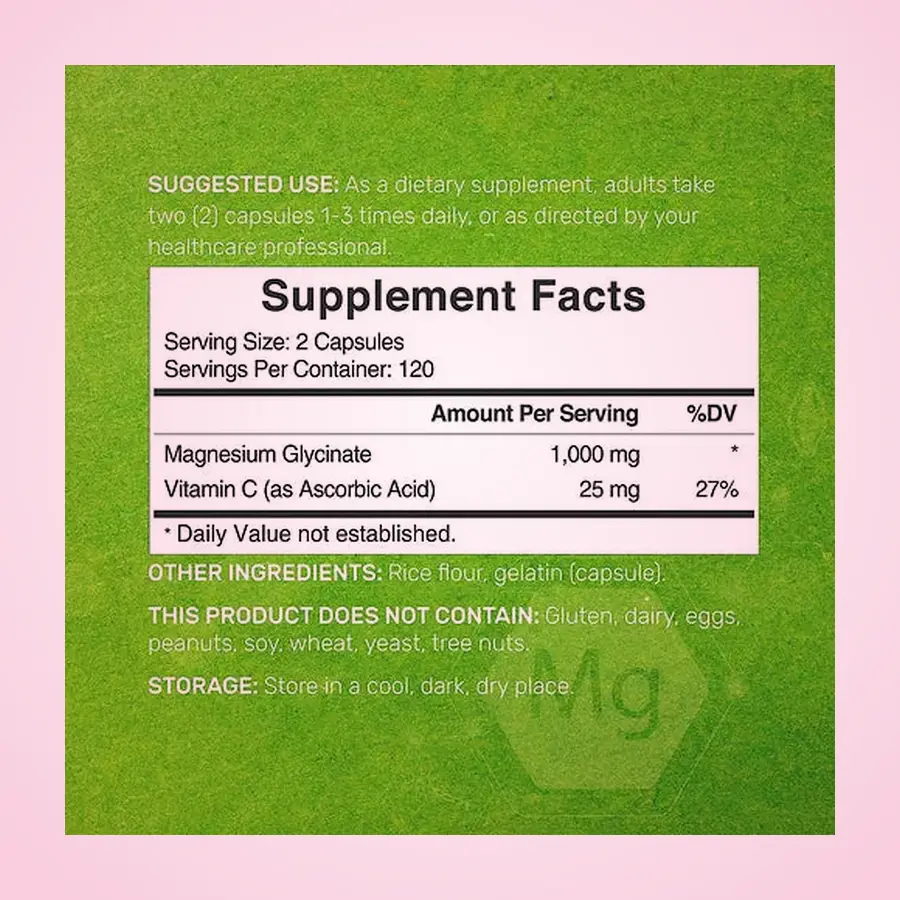 SUGGESTED USE: As a dietary supplement, adults take
two (2) capsules 1-3 times daily, or as directed by your
healthcare professional.
Supplement Facts
Serving Size: 2 Capsules
Servings Per Container: 120
Amount Per Serving %DV
Magnesium Glycinate 1,000 mg *
Vitamin C (as Ascorbic Acid) 25 mg 27%
* Daily Value not established.
OTHER INGREDIENTS: Rice flour, gelatin (capsule).
THIS PRODUCT DOES NOT CONTAIN: Gluten, dairy, eggs,
peanuts, soy, wheat, yeast, tree nuts.
STORAGE: Store in a cool, dark, dry place.
Mg